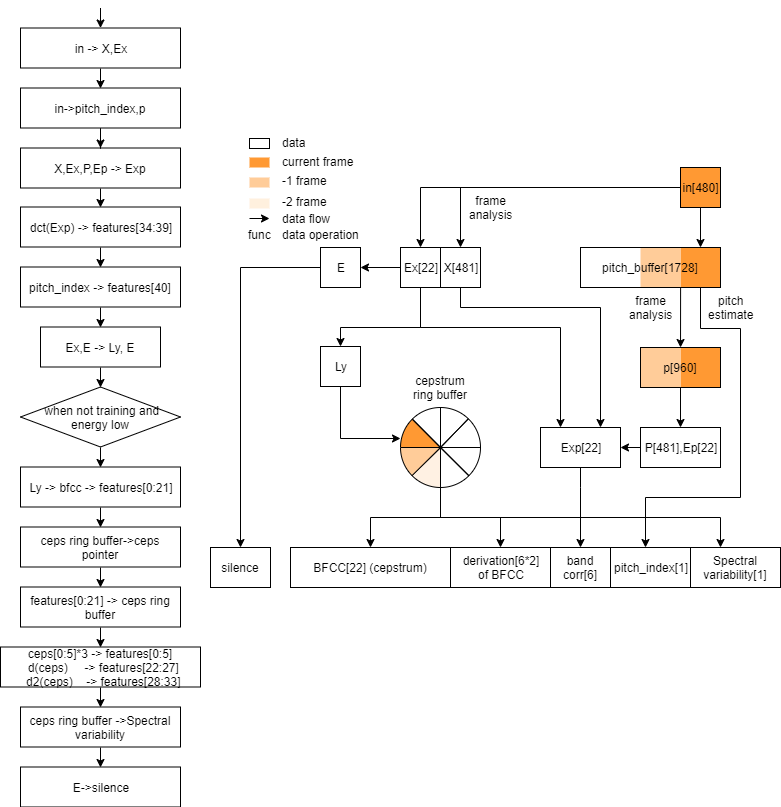 in -> X,Ex
in->pitch_index,p
X,Ex,P,Ep -> Exp
dct(Exp) -> features[34:39]
pitch_index -> features[40]
Ex,E -> Ly, E
when not training and
energy low
Ly -> bfcc -> features[0:21]
ceps ring buffer->ceps
pointer
features[0:21] -> ceps ring
buffer
ceps[0:5]*3 -> features[0:5]
d(ceps) -> features[22:27]
d2(ceps) -> features[28:33]
ceps ring buffer ->Spectral
variability
E->silence
data
current frame
-1 frame
-2 frame
data flow
func data operation
in[480]
frame
analysis
E
Ex[22]
X[481]
pitch_buffer[1728]
frame
analysis
pitch
estimate
Ly
p[960]
cepstrum
ring buffer
Exp[22]
P[481],Ep[22]
silence
BFCC[22] (cepstrum)
derivation[6*2]
of BFCC
band
corr[6]
pitch_index[1]
Spectral
variability[1]